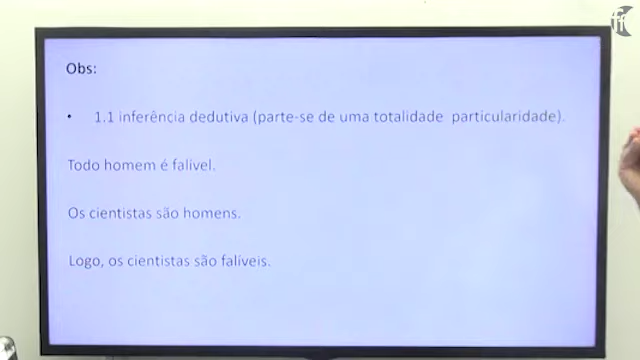 Obs:
• 1.1 inferência dedutiva (parte-se de uma totalidade particularidade).
Todo homem é falível.
Os cientistas são homens.
Logo, os cientistas são falíveis.